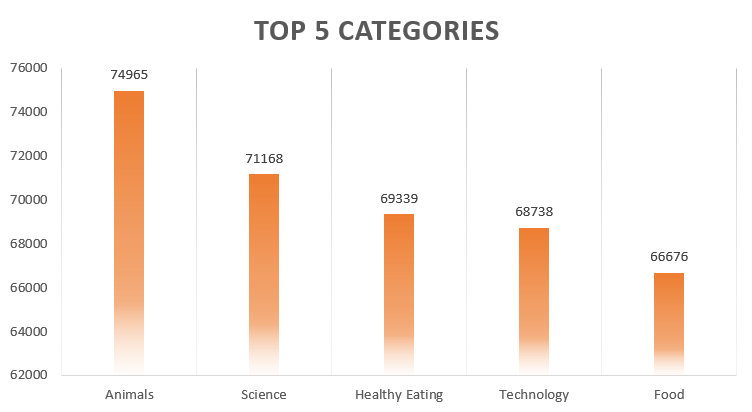 TOP 5 CATEGORIES
76000
74000
72000
70000
68000
66000
64000
62000
74965
71168
69339
68738
66676
Animals
Science
Healthy Eating
Technology
Food